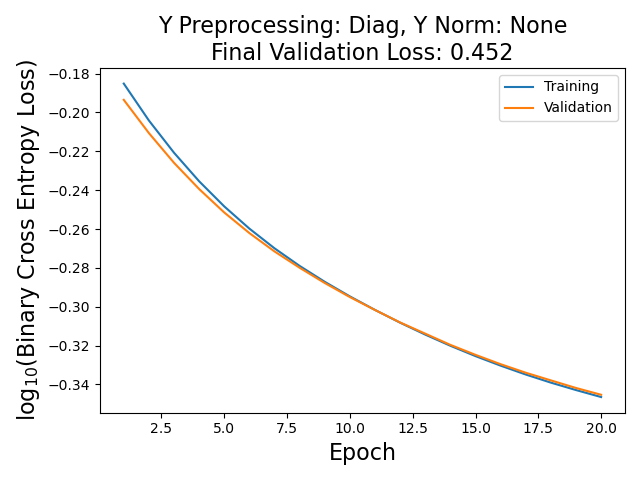 Y Preprocessing: Diag, Y Norm: None
Final Validation Loss: 0.452
Training
Validation
log₁₀(Binary Cross Entropy Loss)
−0.18
−0.20
−0.22
−0.24
−0.26
−0.28
−0.30
−0.32
−0.34
2.5 5.0 7.5 10.0 12.5 15.0 17.5 20.0
Epoch